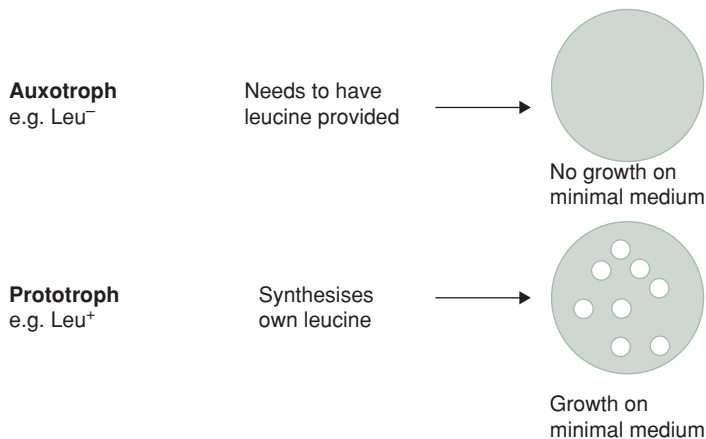 Auxotroph
e.g. Leu⁻
Needs to have
leucine provided
No growth on
minimal medium
Prototroph
e.g. Leu⁺
Synthesises
own leucine
Growth on
minimal medium